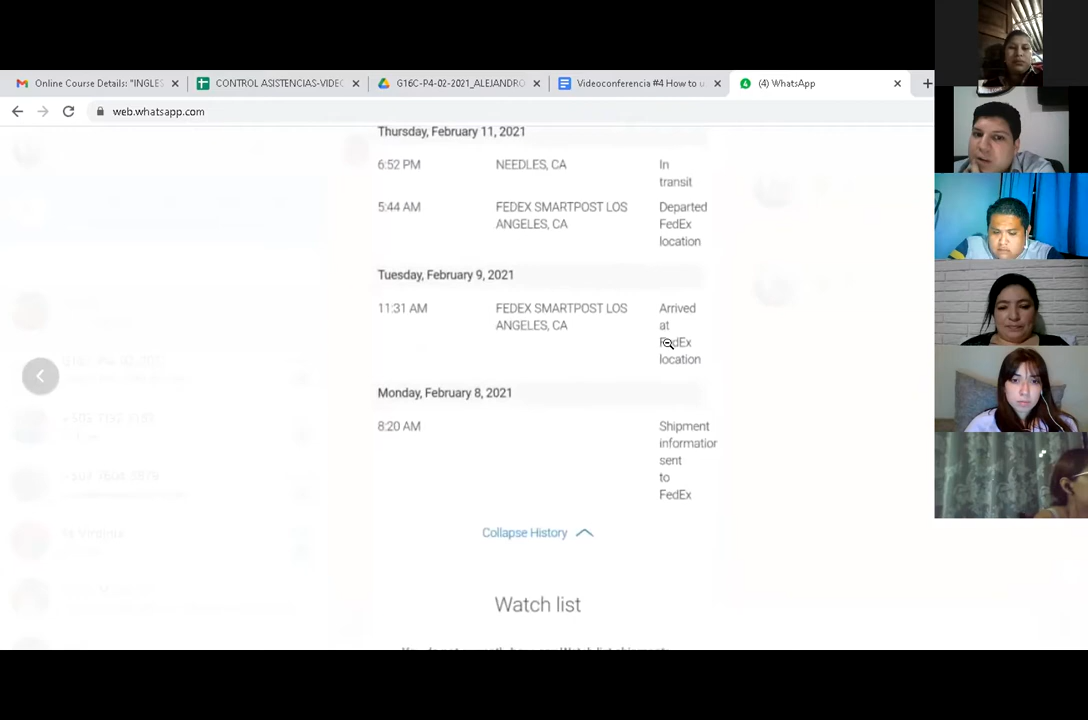 Online Course Details: "INGLES
CONTROL ASISTENCIAS-VIDEC
G16C-P4-02-2021_ALEJANDRO
Videoconferencia #4 How to u
(4) WhatsApp
web.whatsapp.com
Thursday, February 11, 2021
6:52 PM NEEDLES, CA In
transit
5:44 AM FEDEX SMARTPOST LOS Departed
ANGELES, CA FedEx
location
Tuesday, February 9, 2021
11:31 AM FEDEX SMARTPOST LOS Arrived
ANGELES, CA at
FedEx
location
Monday, February 8, 2021
8:20 AM Shipment
informatior
sent
to
FedEx
Collapse History
Watch list